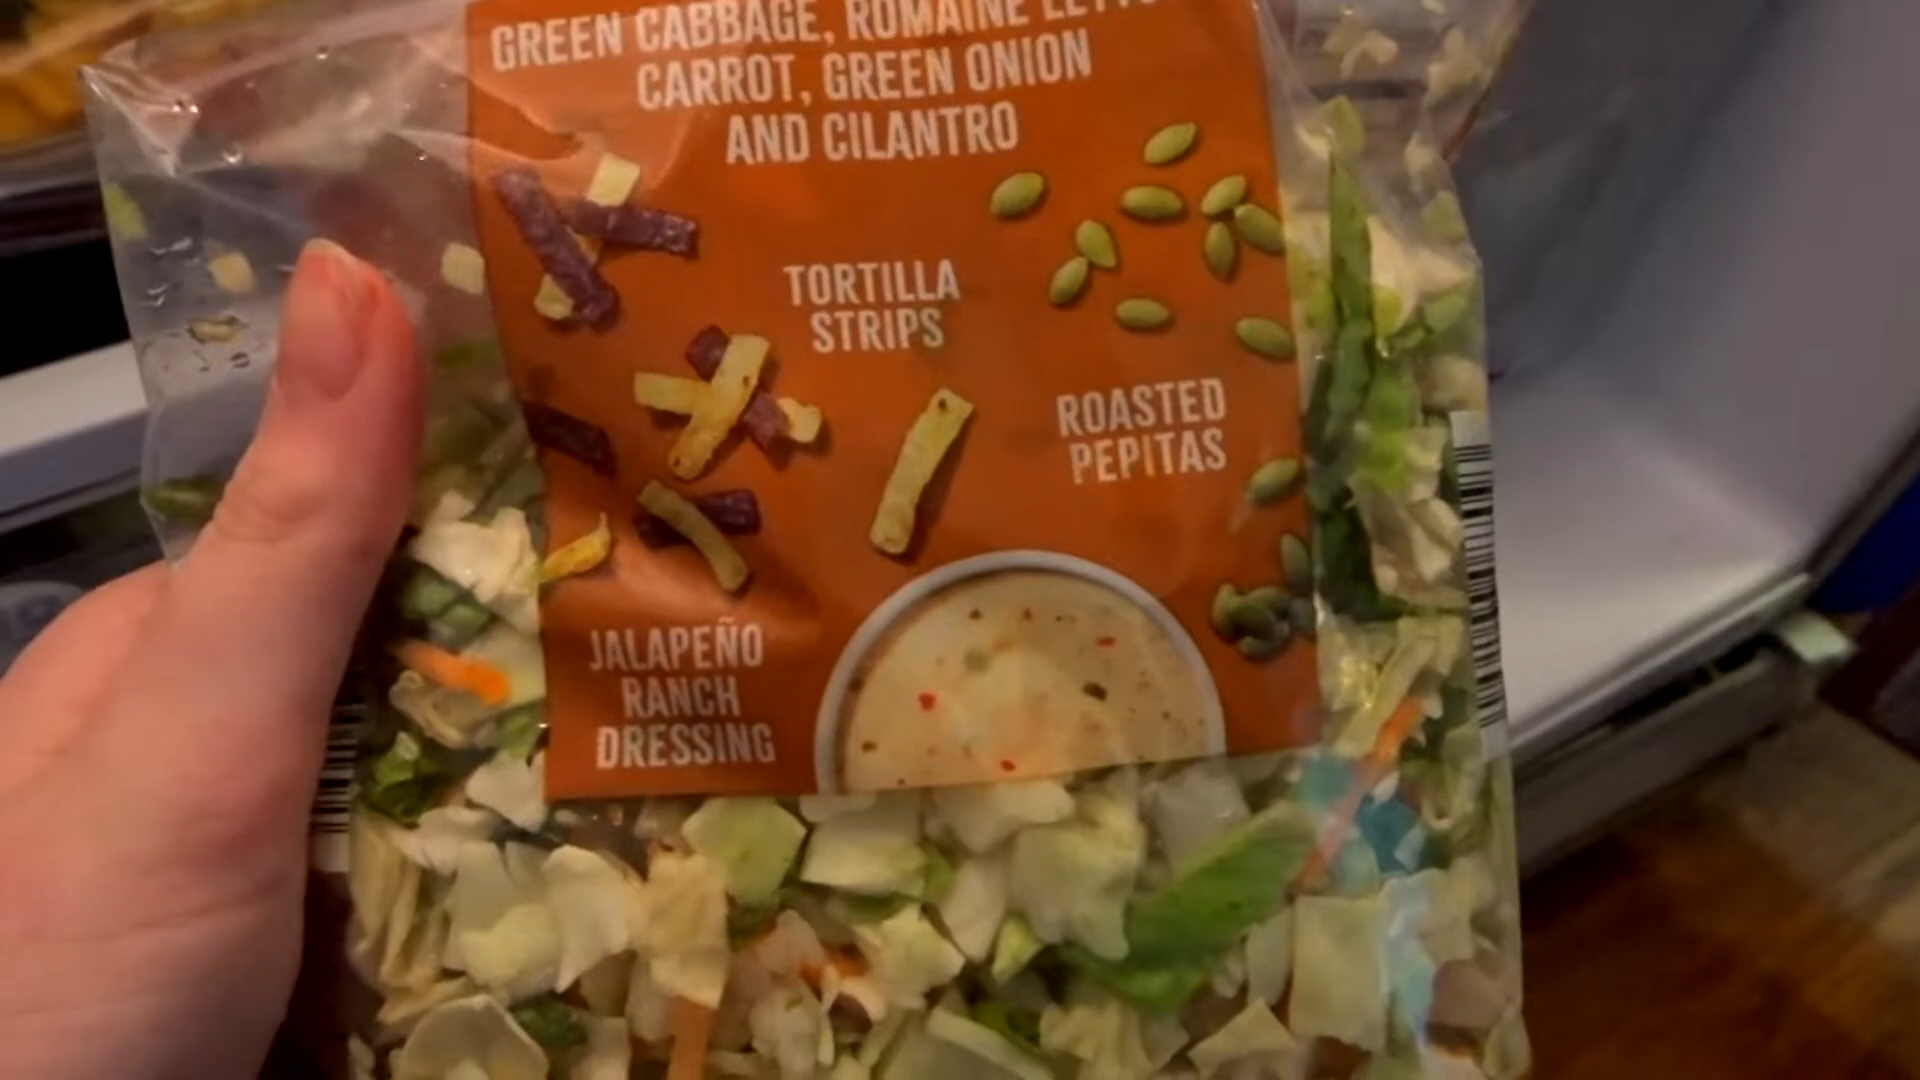 GREEN CABBAGE, ROMAINE
CARROT, GREEN ONION
AND CILANTRO
TORTILLA
STRIPS
ROASTED
PEPITAS
JALAPEÑO
RANCH
DRESSING